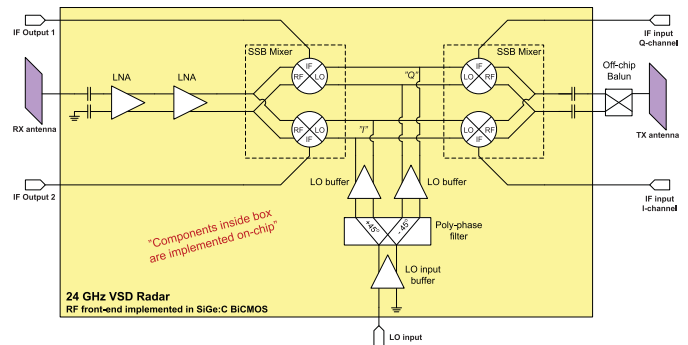 IF Output 1
SSB Mixer
SSB Mixer
IF input
Q-channel
LNA
LNA
IF
RF
LO
"Q"
IF
LO
RF
Off-chip
Balun
RX antenna
TX antenna
RF
LO
IF
"I"
LO
RF
IF
IF Output 2
LO buffer
LO buffer
IF input
I-channel
+45°
- 45°
Poly-phase
filter
"Components inside box
are implemented on-chip"
LO input
buffer
24 GHz VSD Radar
RF front-end implemented in SiGe:C BiCMOS
LO input